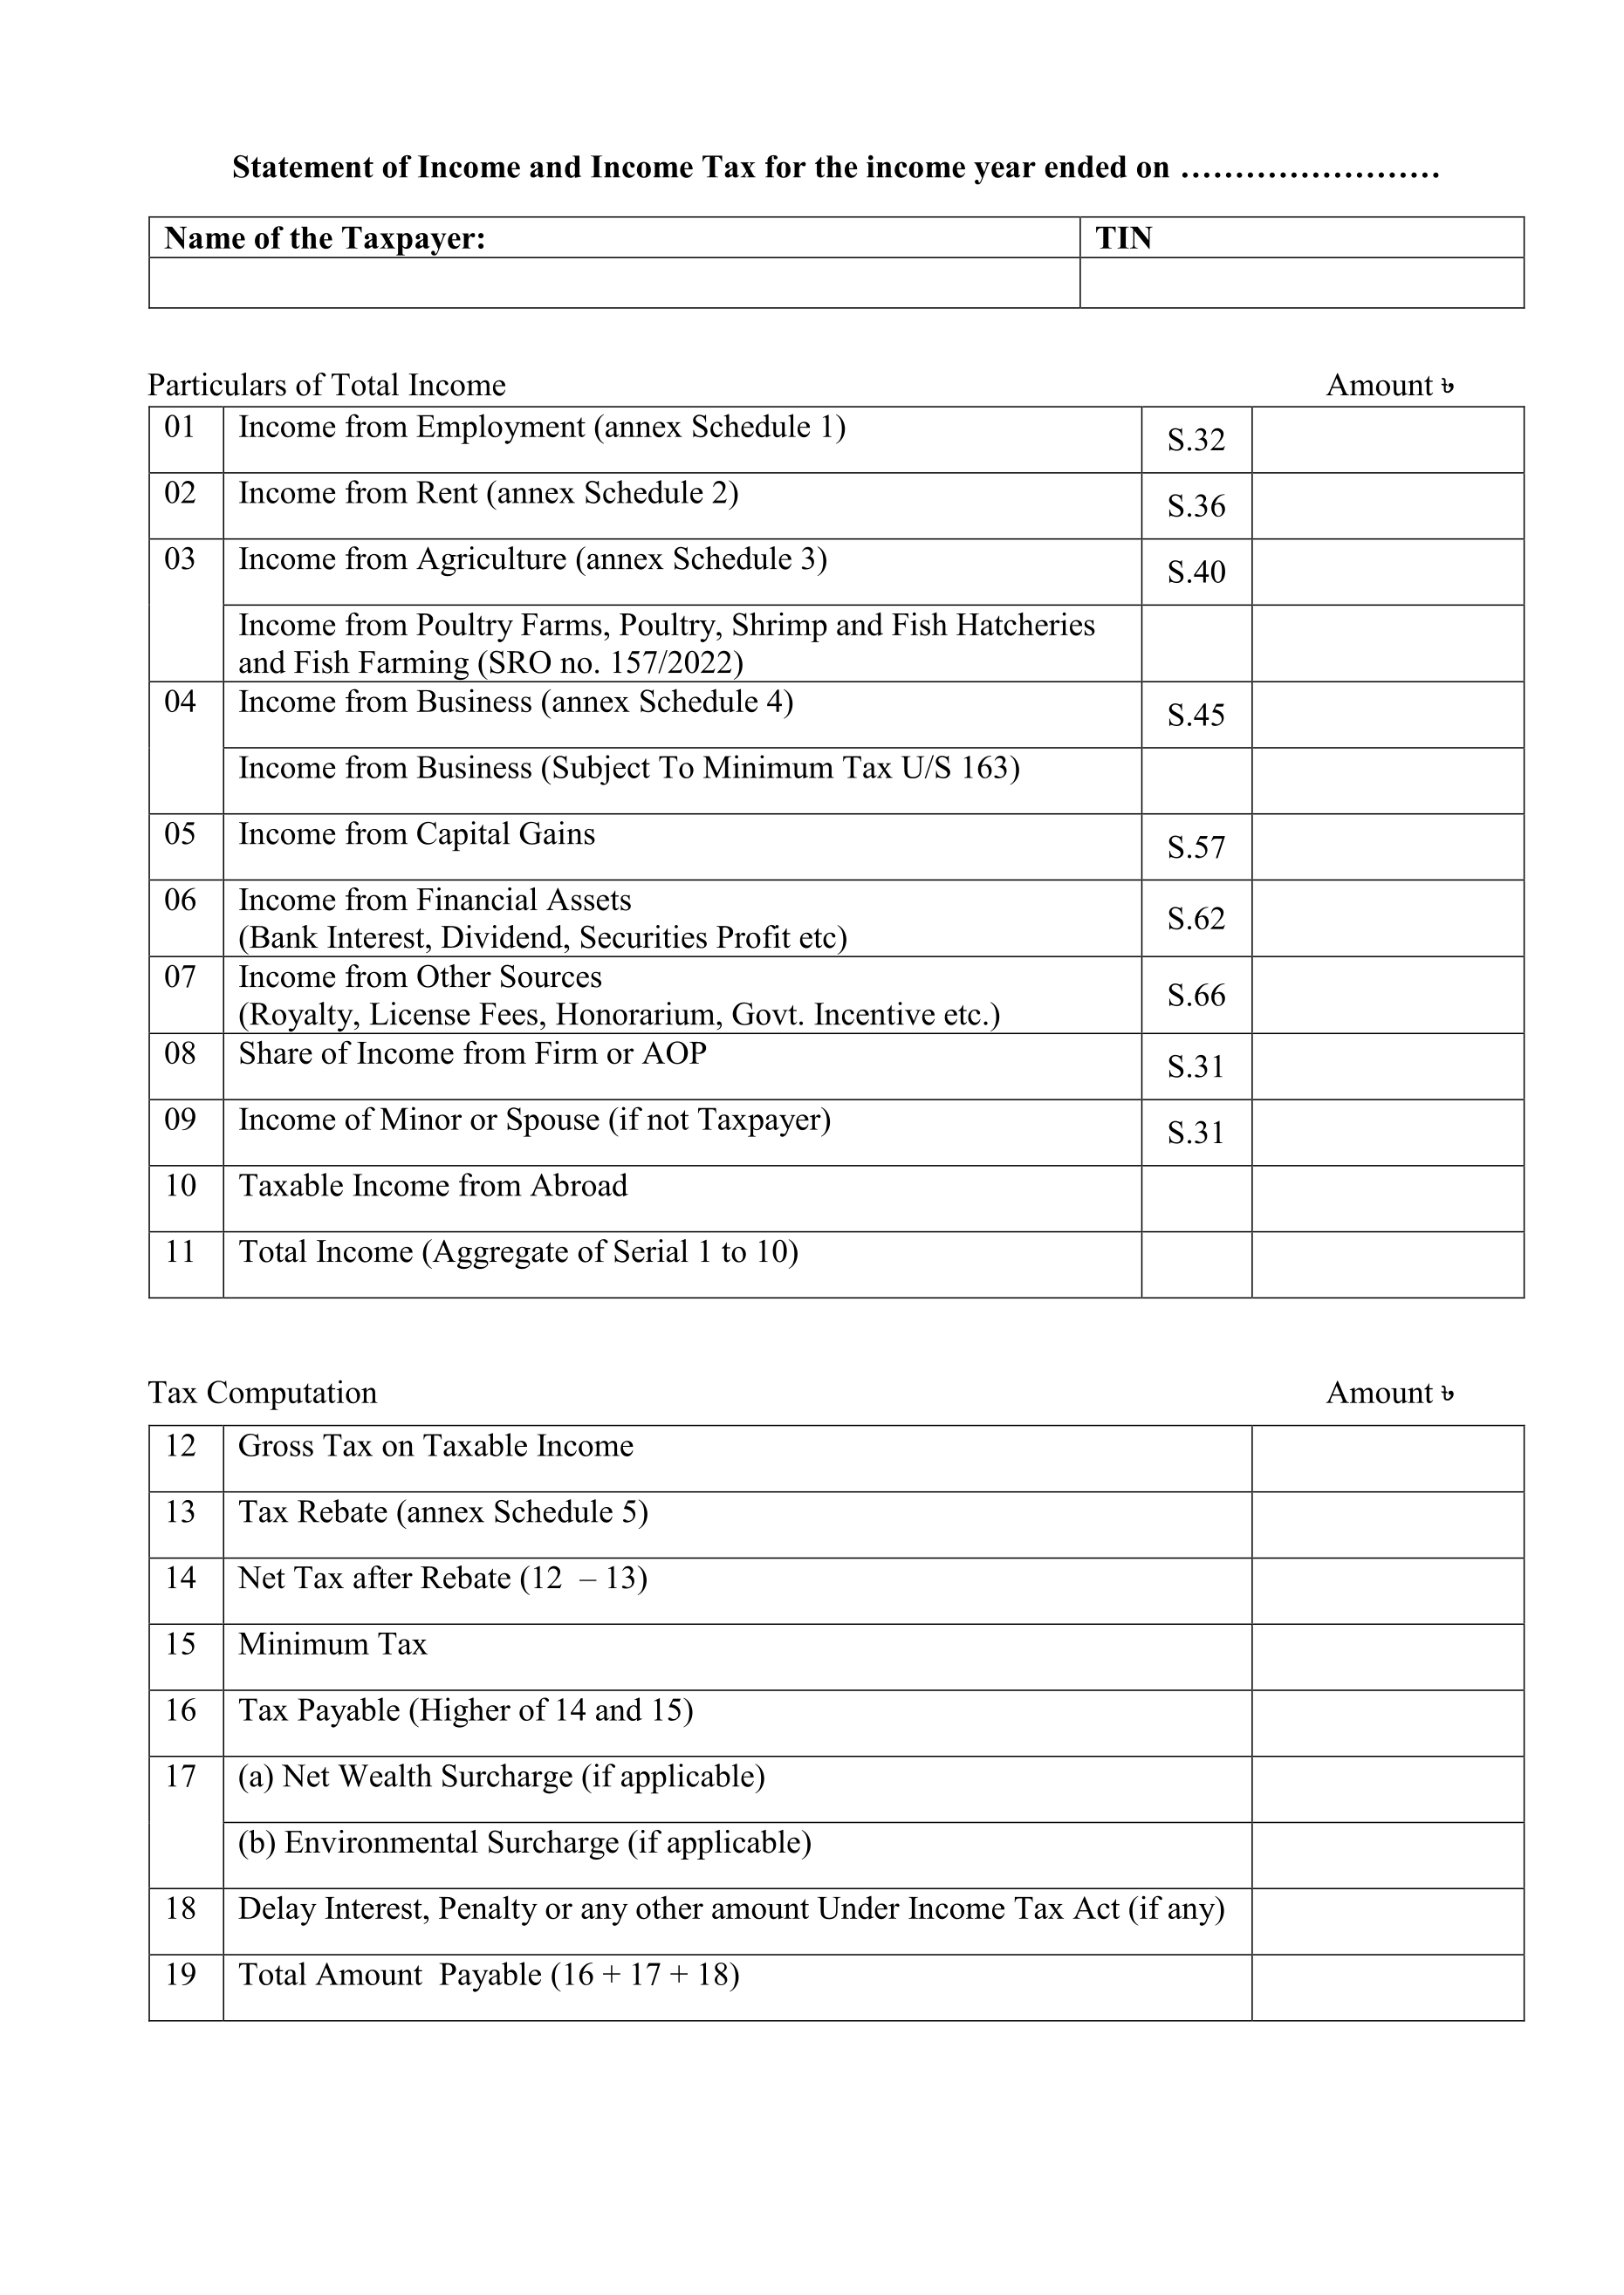 Statement of Income and Income Tax for the income year ended on ……………………
Name of the Taxpayer: TIN
Particulars of Total Income Amount ৳
01 Income from Employment (annex Schedule 1) S.32
02 Income from Rent (annex Schedule 2) S.36
03 Income from Agriculture (annex Schedule 3) S.40
Income from Poultry Farms, Poultry, Shrimp and Fish Hatcheries
and Fish Farming (SRO no. 157/2022)
04 Income from Business (annex Schedule 4) S.45
Income from Business (Subject To Minimum Tax U/S 163)
05 Income from Capital Gains S.57
06 Income from Financial Assets S.62
(Bank Interest, Dividend, Securities Profit etc)
07 Income from Other Sources S.66
(Royalty, License Fees, Honorarium, Govt. Incentive etc.)
08 Share of Income from Firm or AOP S.31
09 Income of Minor or Spouse (if not Taxpayer) S.31
10 Taxable Income from Abroad
11 Total Income (Aggregate of Serial 1 to 10)
Tax Computation Amount ৳
12 Gross Tax on Taxable Income
13 Tax Rebate (annex Schedule 5)
14 Net Tax after Rebate (12 – 13)
15 Minimum Tax
16 Tax Payable (Higher of 14 and 15)
17 (a) Net Wealth Surcharge (if applicable)
(b) Environmental Surcharge (if applicable)
18 Delay Interest, Penalty or any other amount Under Income Tax Act (if any)
19 Total Amount Payable (16 + 17 + 18)